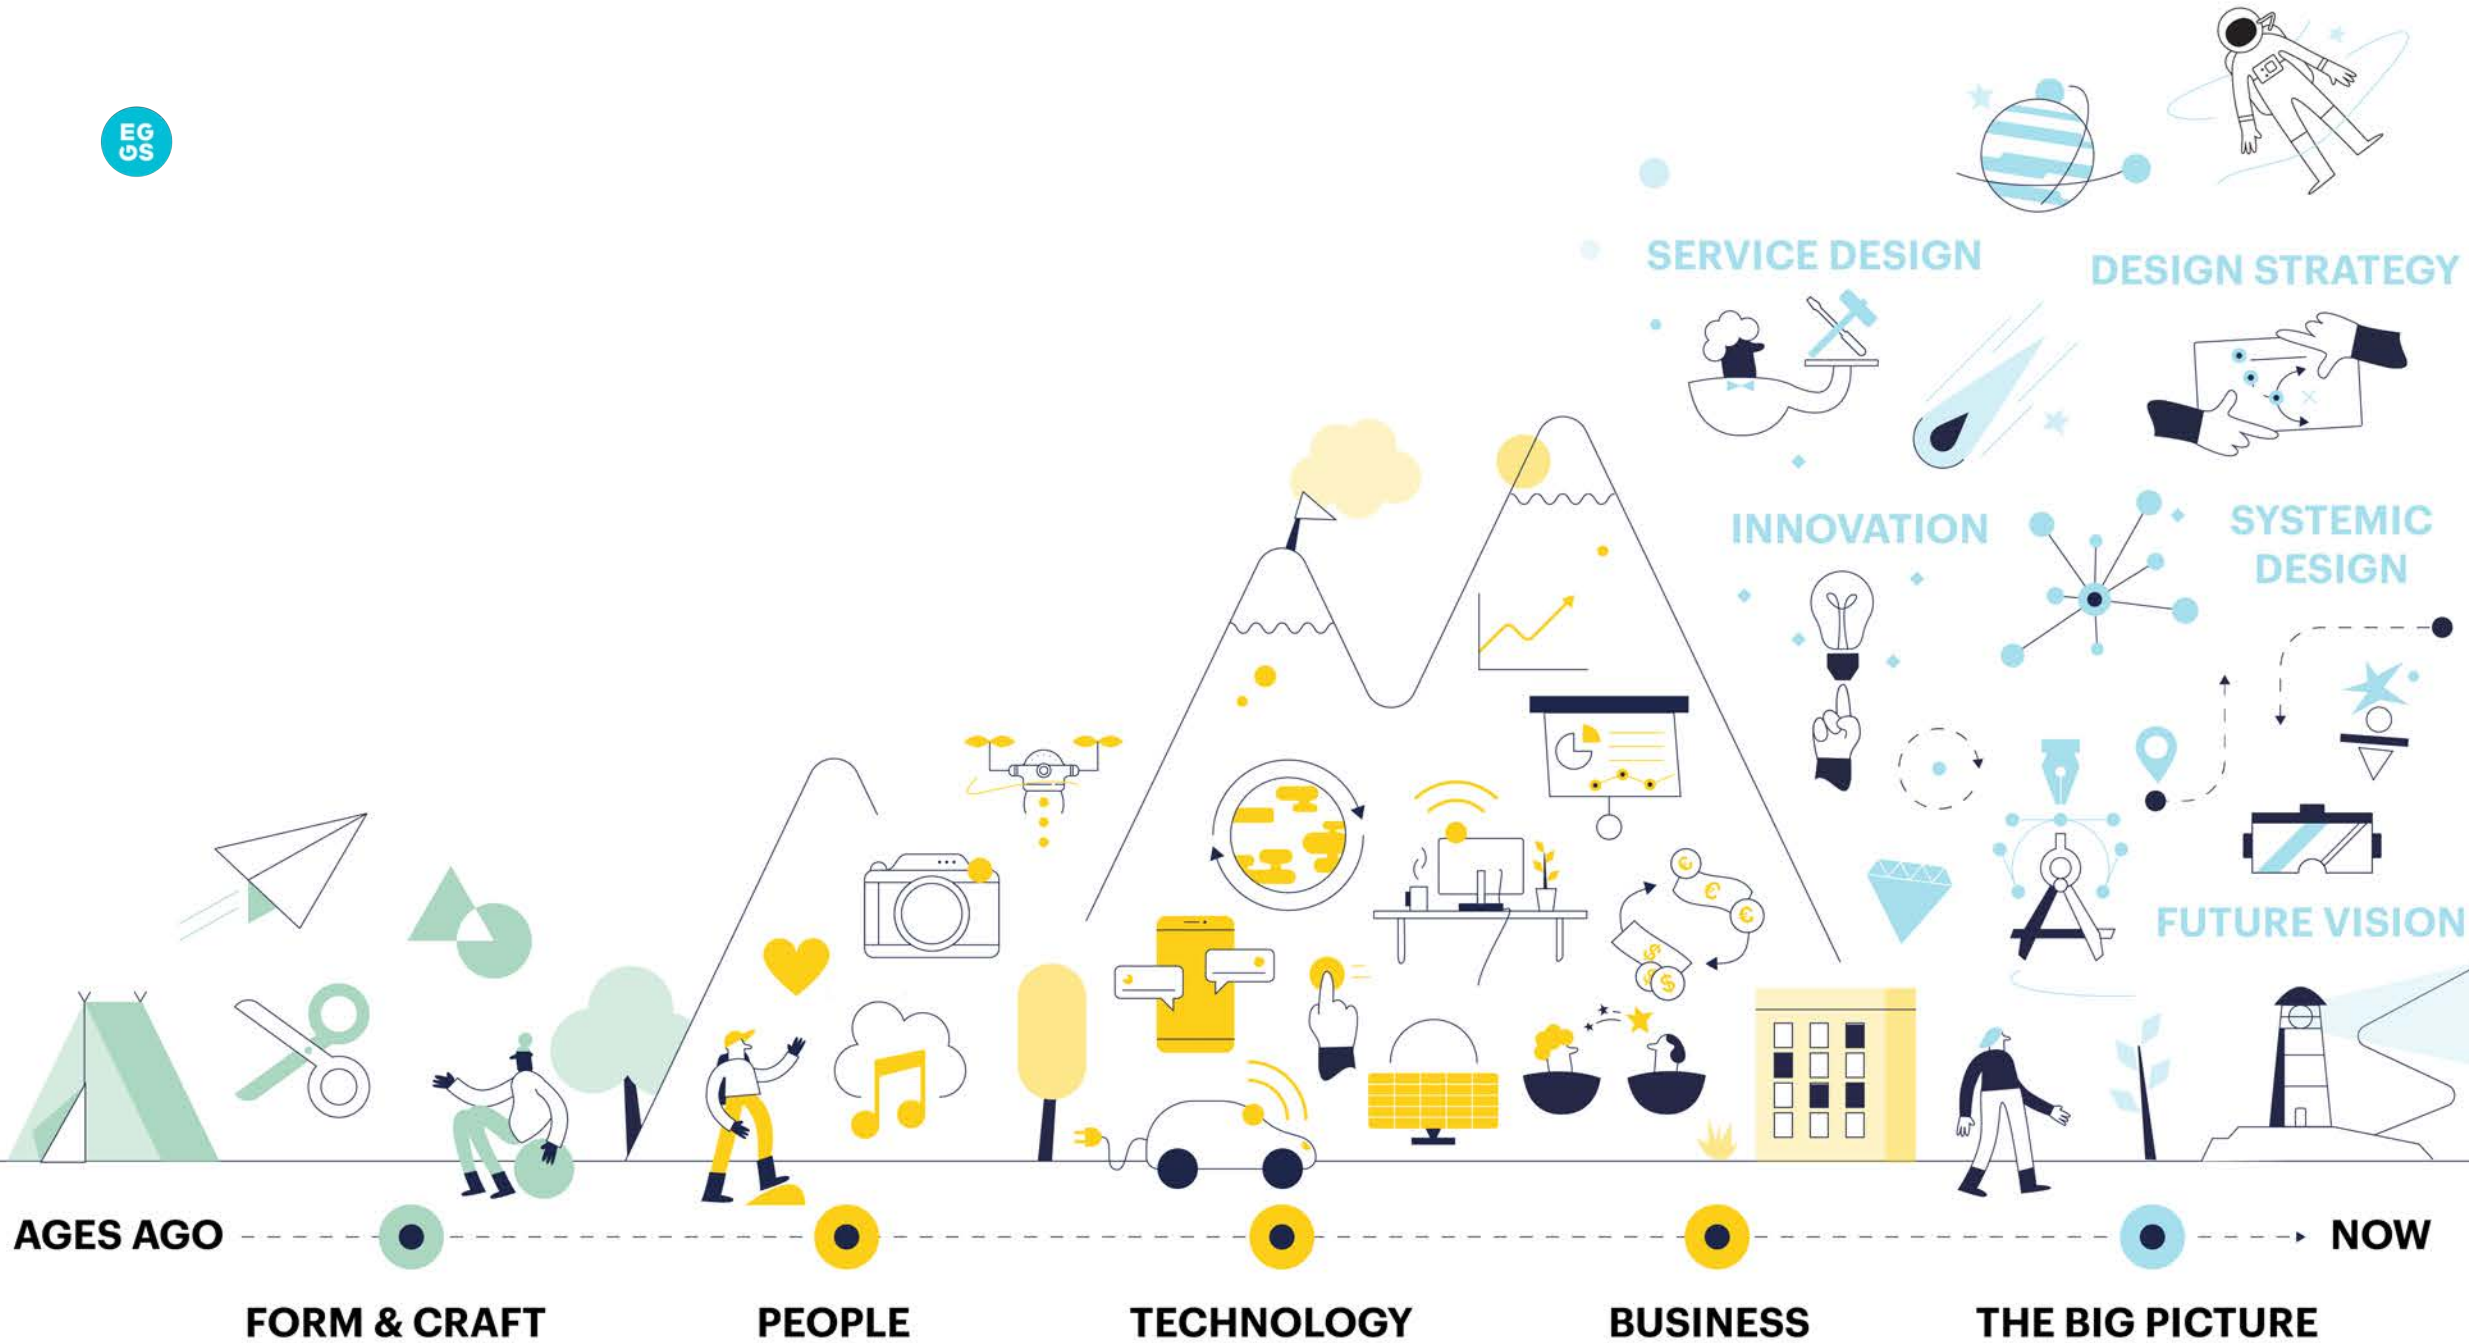 EG
GS
SERVICE DESIGN
DESIGN STRATEGY
INNOVATION
SYSTEMIC
DESIGN
FUTURE VISION
AGES AGO
NOW
FORM & CRAFT
PEOPLE
TECHNOLOGY
BUSINESS
THE BIG PICTURE